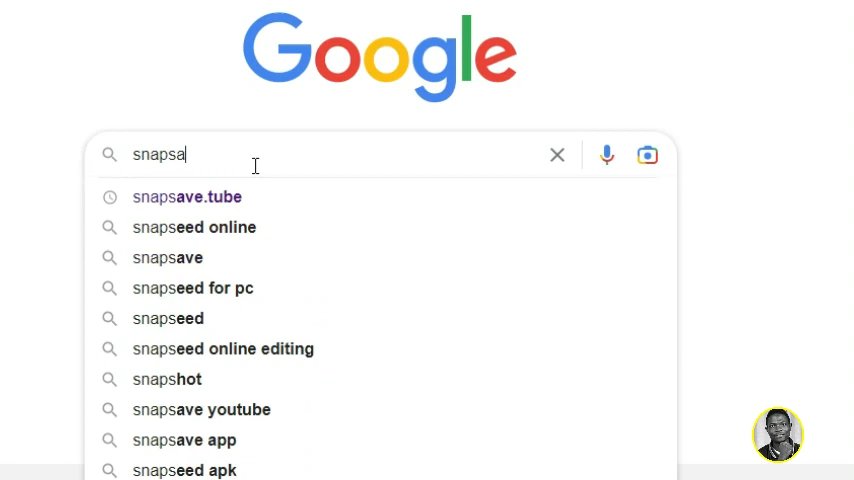 Google
snapsa
snapsave.tube
snapseed online
snapsave
snapseed for pc
snapseed
snapseed online editing
snapshot
snapsave youtube
snapsave app
snapseed apk